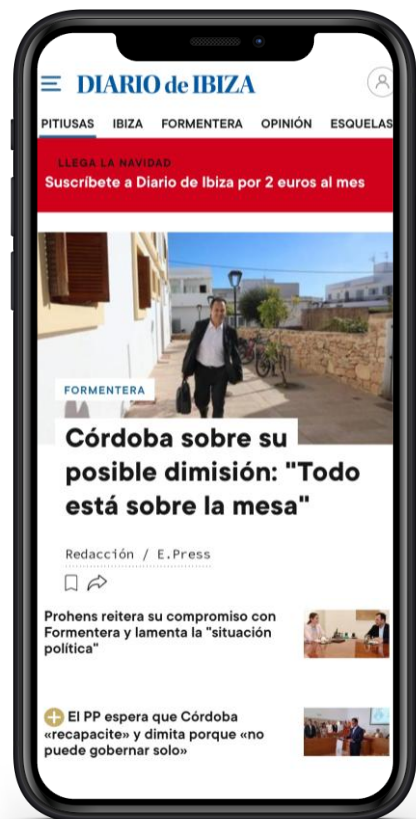 DIARIO de IBIZA
PITIUSAS IBIZA FORMENTERA OPINIÓN ESQUELAS
LLEGA LA NAVIDAD
Suscríbete a Diario de Ibiza por 2 euros al mes
FORMENTERA
Córdoba sobre su
posible dimisión: "Todo
está sobre la mesa"
Redacción / E.Press
Prohens reitera su compromiso con
Formentera y lamenta la "situación
política"
El PP espera que Córdoba
«recapacite» y dimita porque «no
puede gobernar solo»